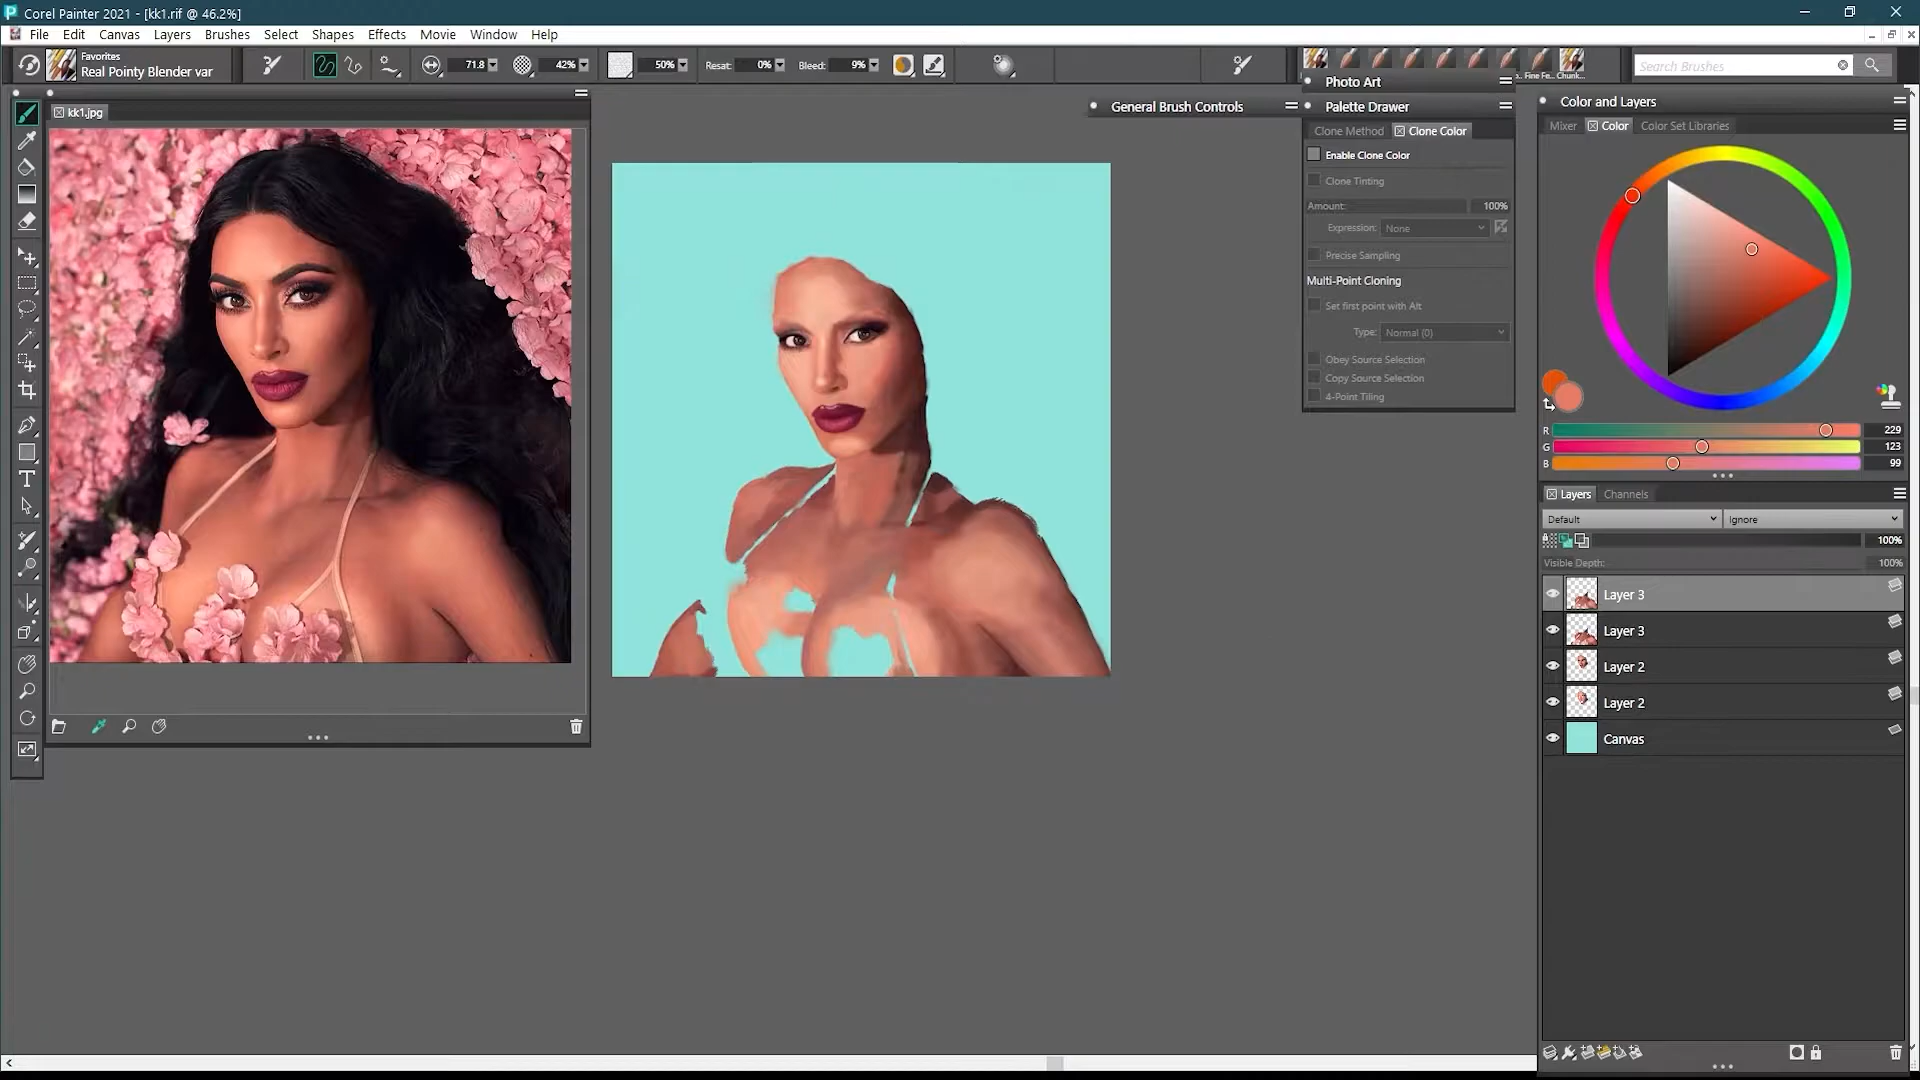 Corel Painter 2021 - [kk1.rif @ 46.2%]
File Edit Canvas Layers Brushes Select Shapes Effects Movie Window Help
Favorites
Real Pointy Blender var
71.8
42%
50%
Resat: 0%
Bleed: 9%
Fine Fe...
Chunk...
Search Brushes
kk1.jpg
General Brush Controls
Photo Art
Palette Drawer
Clone Method Clone Color
Enable Clone Color
Clone Tinting
Amount: 100%
Expression: None
Precise Sampling
Multi-Point Cloning
Set first point with Alt
Type: Normal (0)
Obey Source Selection
Copy Source Selection
4-Point Tiling
Color and Layers
Mixer Color Color Set Libraries
R 229
G 123
B 99
Layers Channels
Default Ignore
100%
Visible Depth: 100%
Layer 3
Layer 3
Layer 2
Layer 2
Canvas